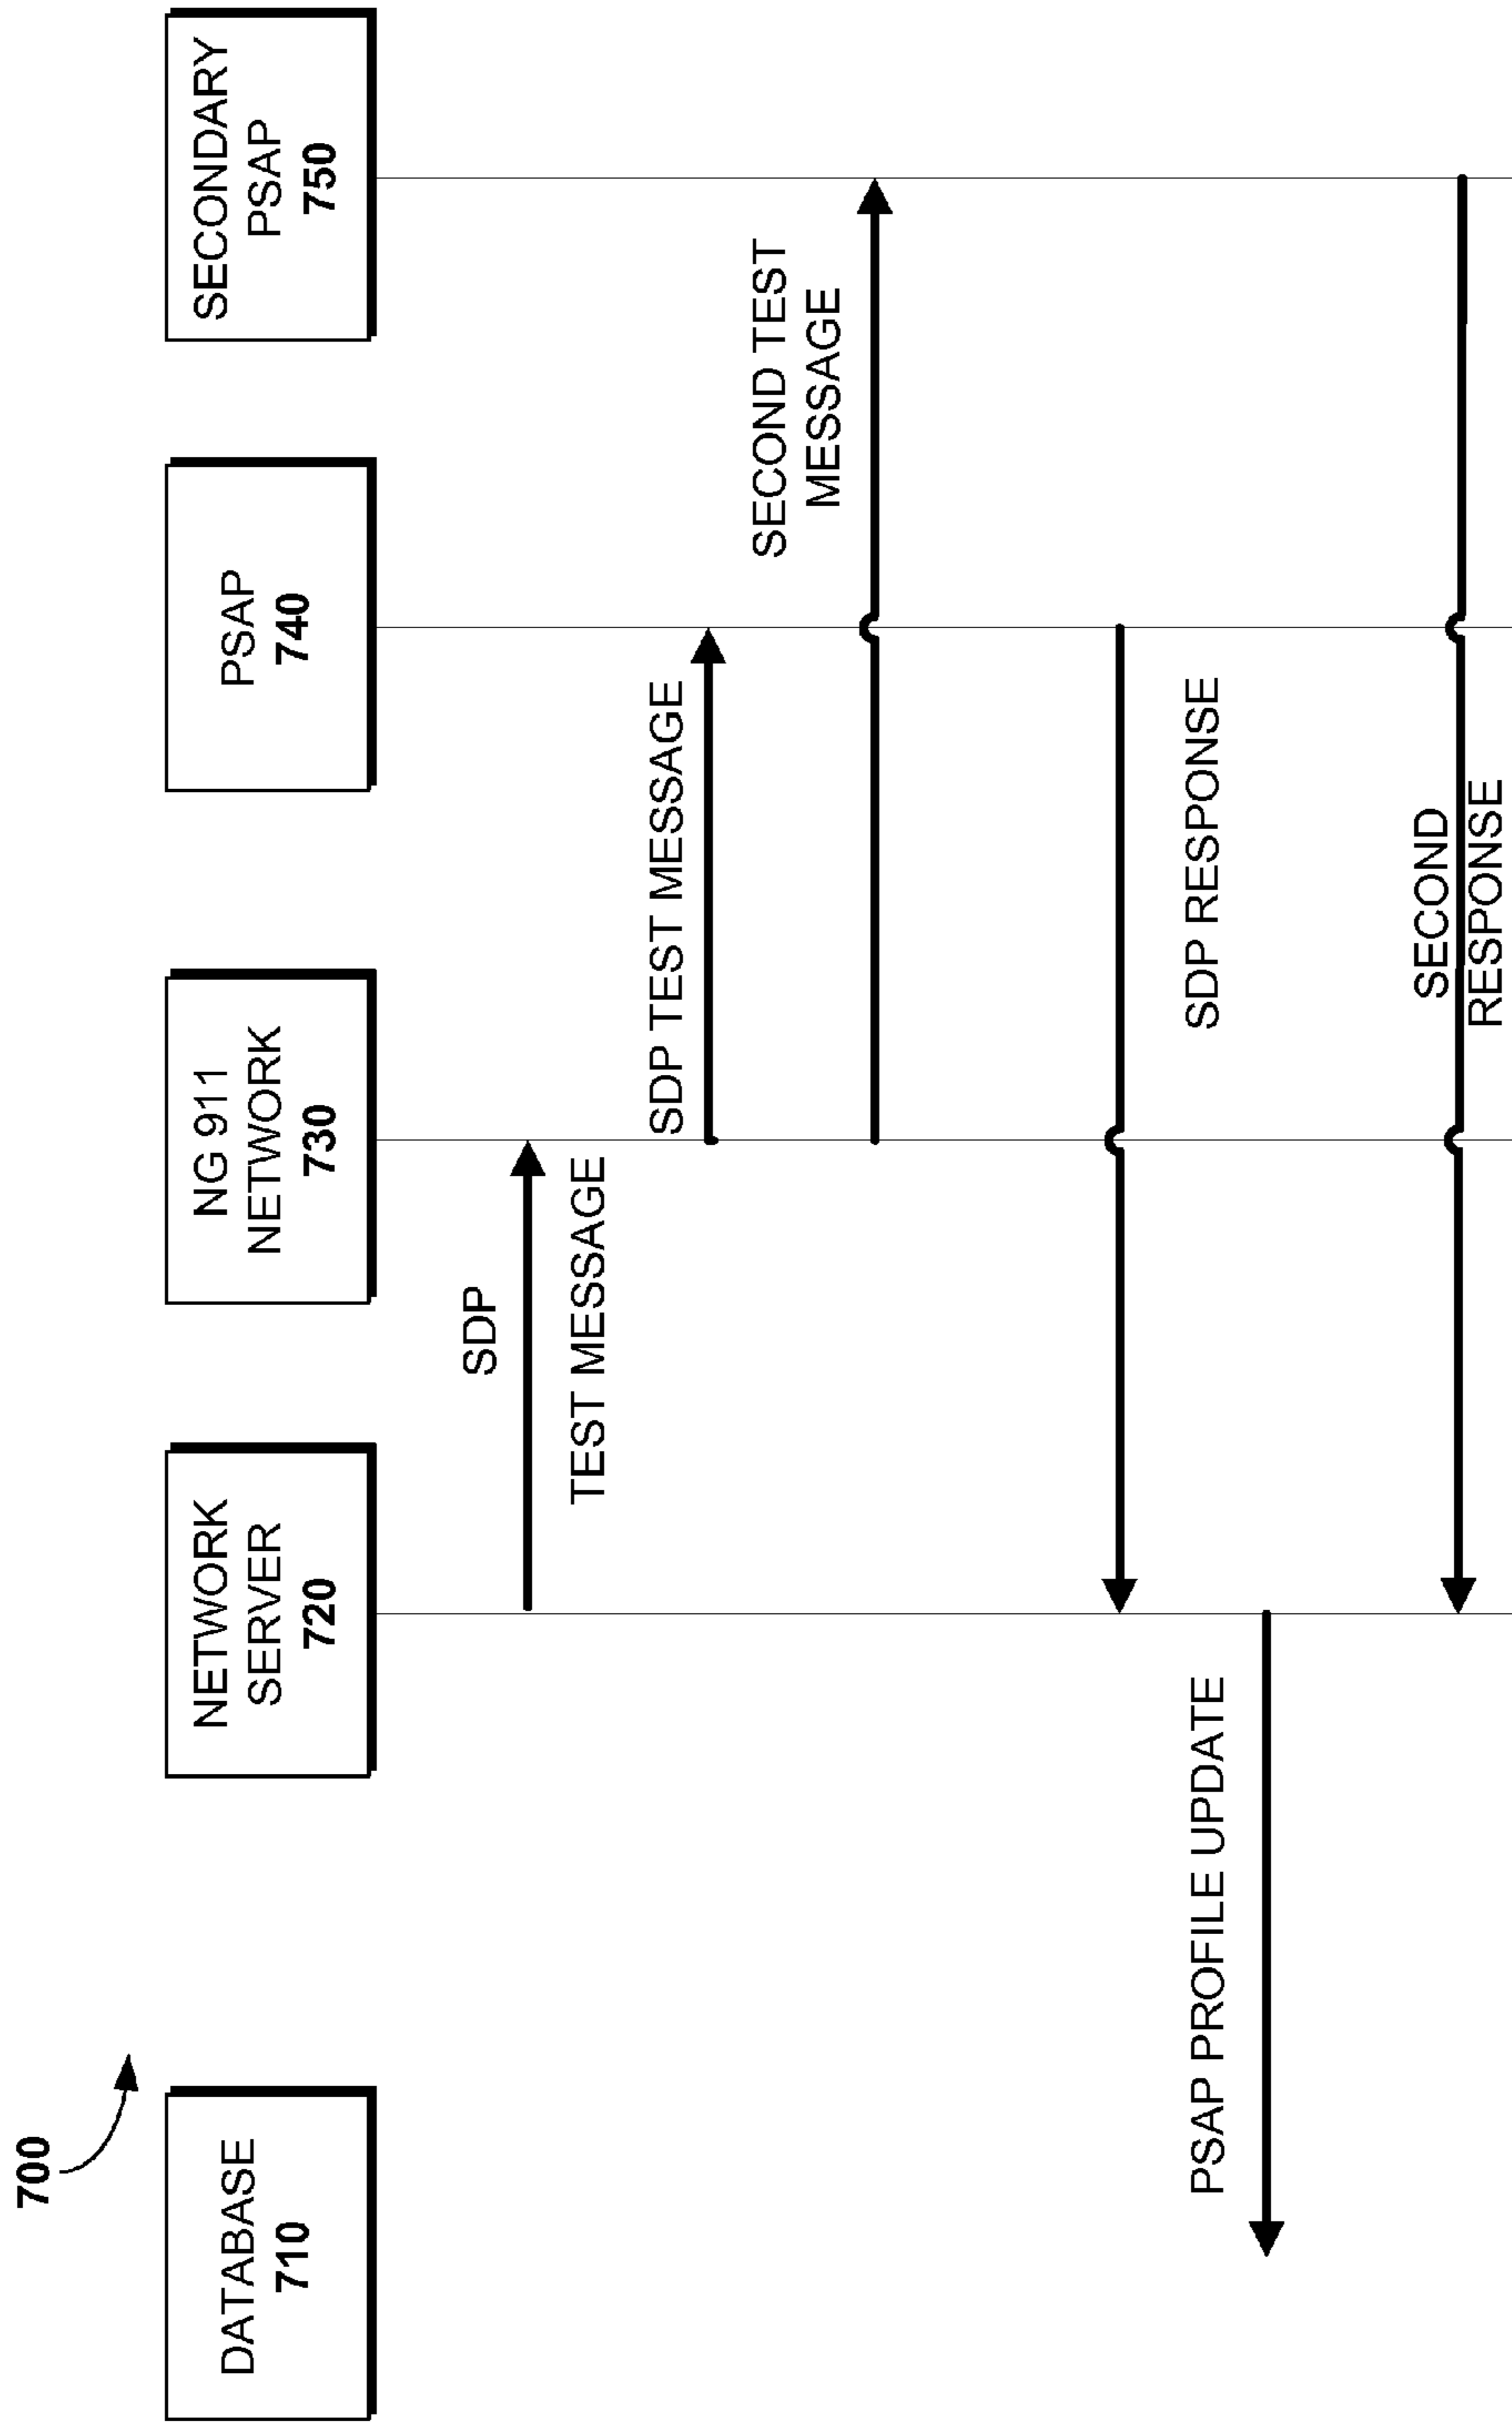 700
DATABASE
710
NETWORK
SERVER
720
NG 911
NETWORK
730
PSAP
740
SECONDARY
PSAP
750
SDP
TEST MESSAGE
SDP TEST MESSAGE
SECOND TEST
MESSAGE
SDP RESPONSE
PSAP PROFILE UPDATE
SECOND
RESPONSE